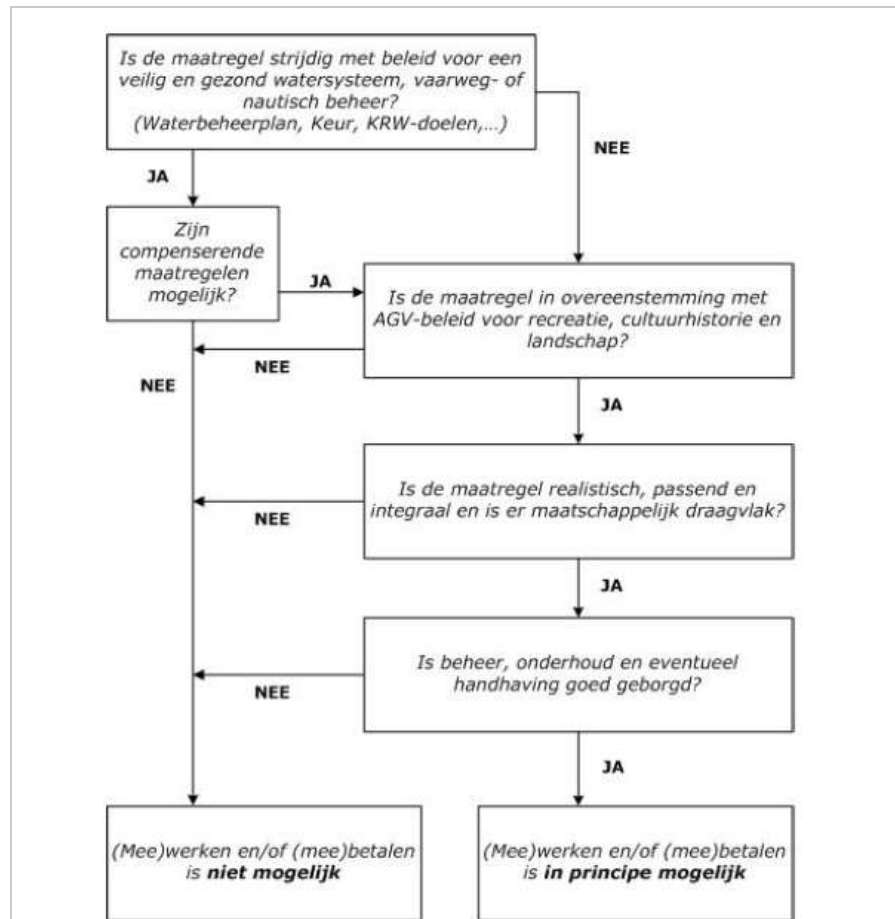 Is de maatregel strijdig met beleid voor een
veilig en gezond watersysteem, vaarweg- of
nautisch beheer?
(Waterbeheerplan, Keur, KRW-doelen,...)
NEE
JA
Zijn
compenserende
maatregelen
mogelijk?
JA
Is de maatregel in overeenstemming met
AGV-beleid voor recreatie, cultuurhistorie en
landschap?
NEE
NEE
JA
Is de maatregel realistisch, passend en
integraal en is er maatschappelijk draagvlak?
NEE
JA
Is beheer, onderhoud en eventueel
handhaving goed geborgd?
NEE
JA
(Mee)werken en/of (mee)betalen
is niet mogelijk
(Mee)werken en/of (mee)betalen
is in principe mogelijk